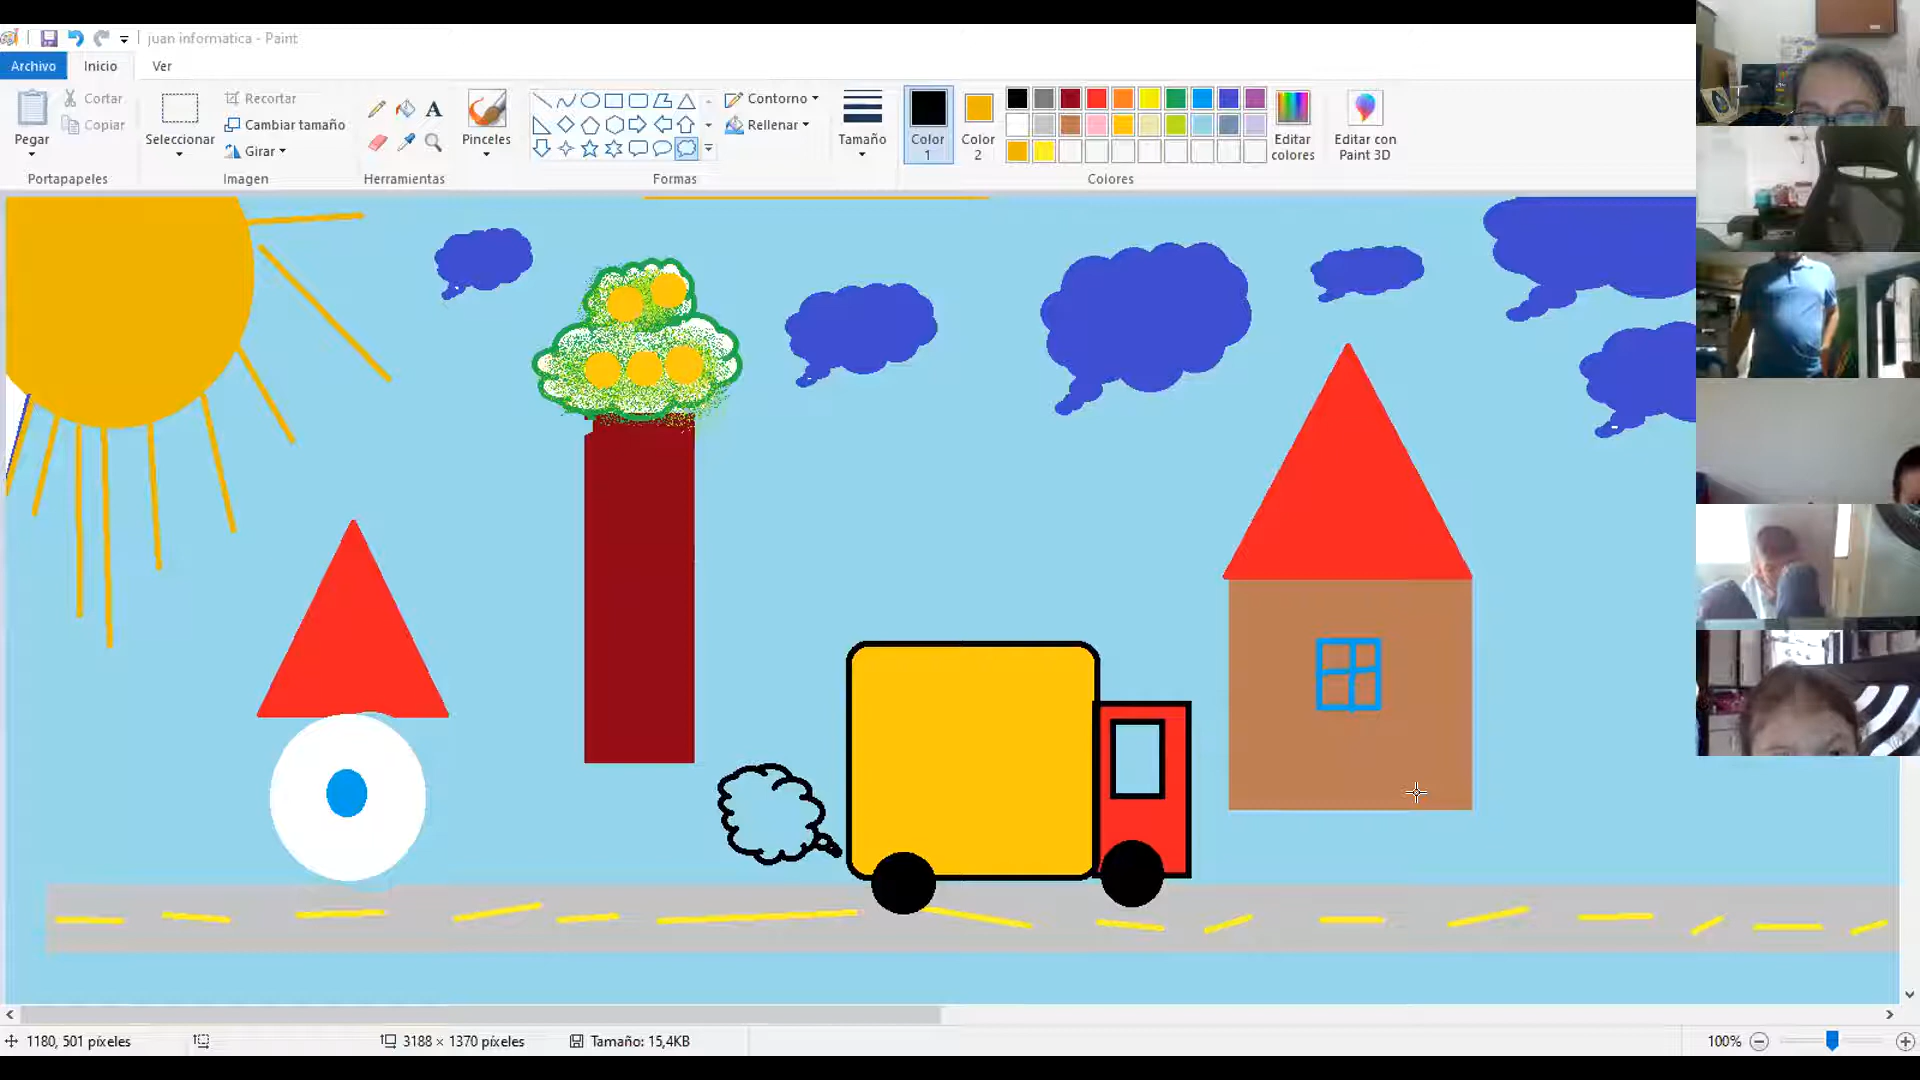 juan informatica - Paint
Archivo Inicio Ver
Pegar
Cortar
Copiar
Portapapeles
Seleccionar
Recortar
Cambiar tamaño
Girar
Imagen
A
Herramientas
Pinceles
Formas
Contorno
Rellenar
Tamaño
Color
1
Color
2
Editar
colores
Editar con
Paint 3D
Colores
1180, 501 píxeles
3188 × 1370 píxeles
Tamaño: 15,4KB
100%